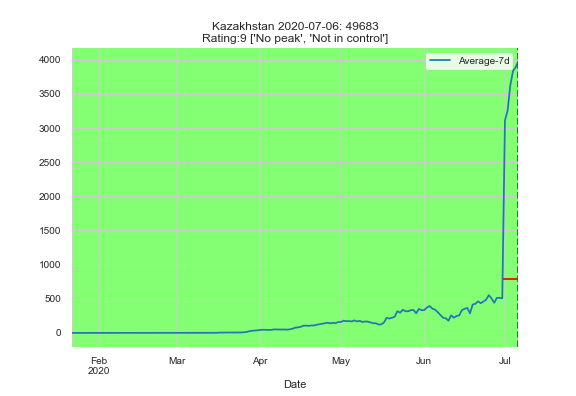 Kazakhstan 2020-07-06: 49683
Rating:9 ['No peak', 'Not in control']
Average-7d
4000
3500
3000
2500
2000
1500
1000
500
0
Feb
2020
Mar
Apr
May
Jun
Jul
Date